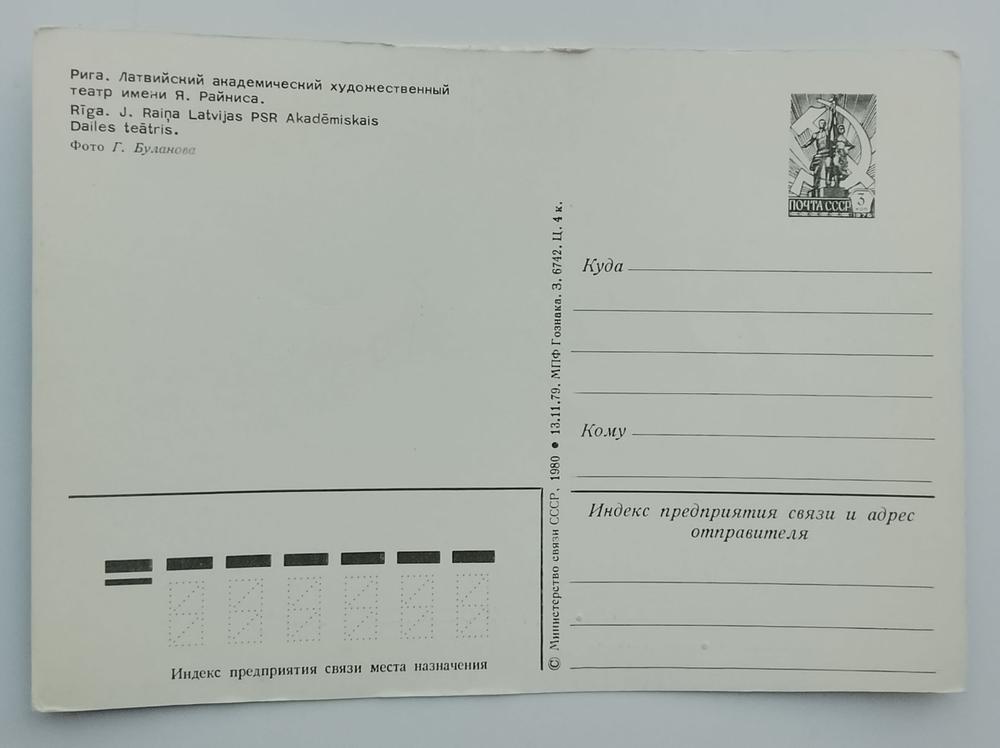 Рига. Латвийский академический художественный
театр имени Я. Райниса.
Rīga. J. Raiņa Latvijas PSR Akadēmiskais
Dailes teātris.
Фото Г. Буланова
ПОЧТА СССР 3
КОП
1976
Куда
Кому
Индекс предприятия связи и адрес
отправителя
© Министерство связи СССР, 1980 ● 13.11.79. МПФ Гознака. З. 6742. Ц. 4 к.
Индекс предприятия связи места назначения